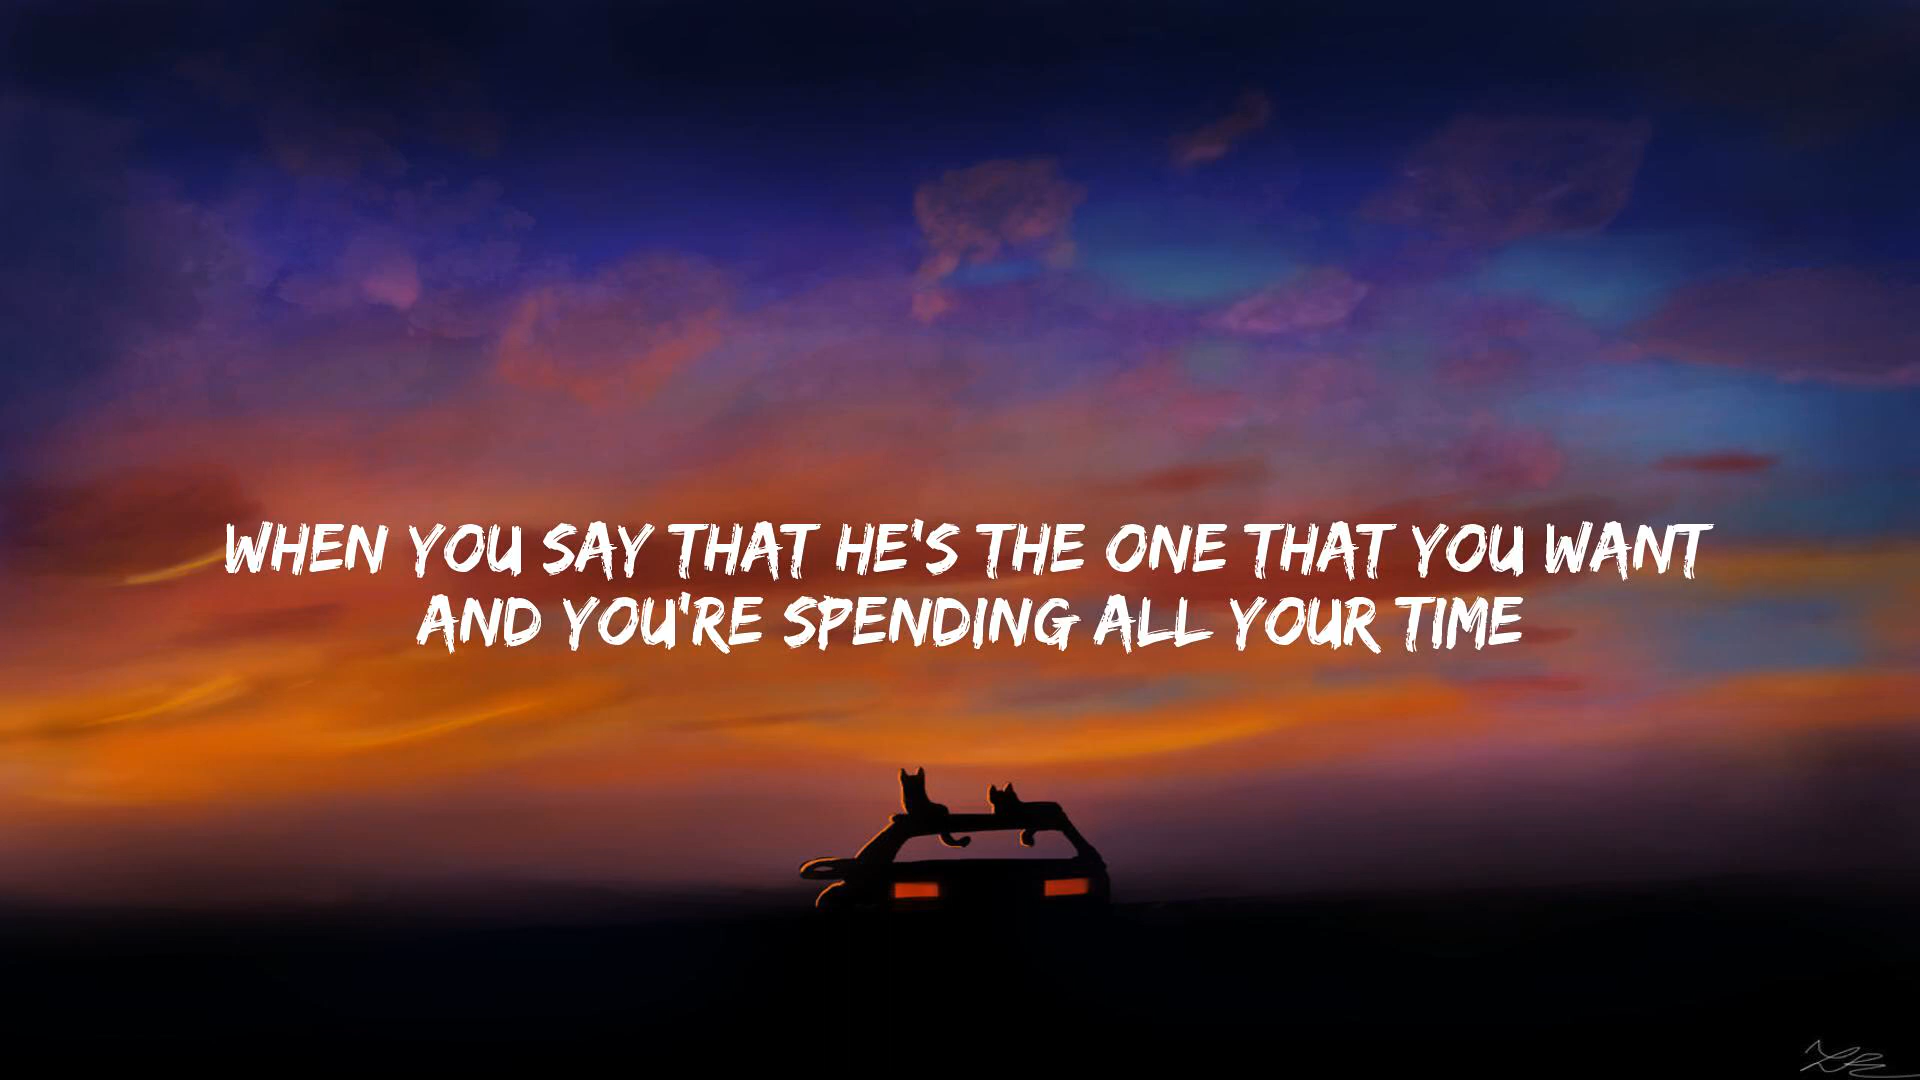 WHEN YOU SAY THAT HE'S THE ONE THAT YOU WANT
AND YOU'RE SPENDING ALL YOUR TIME